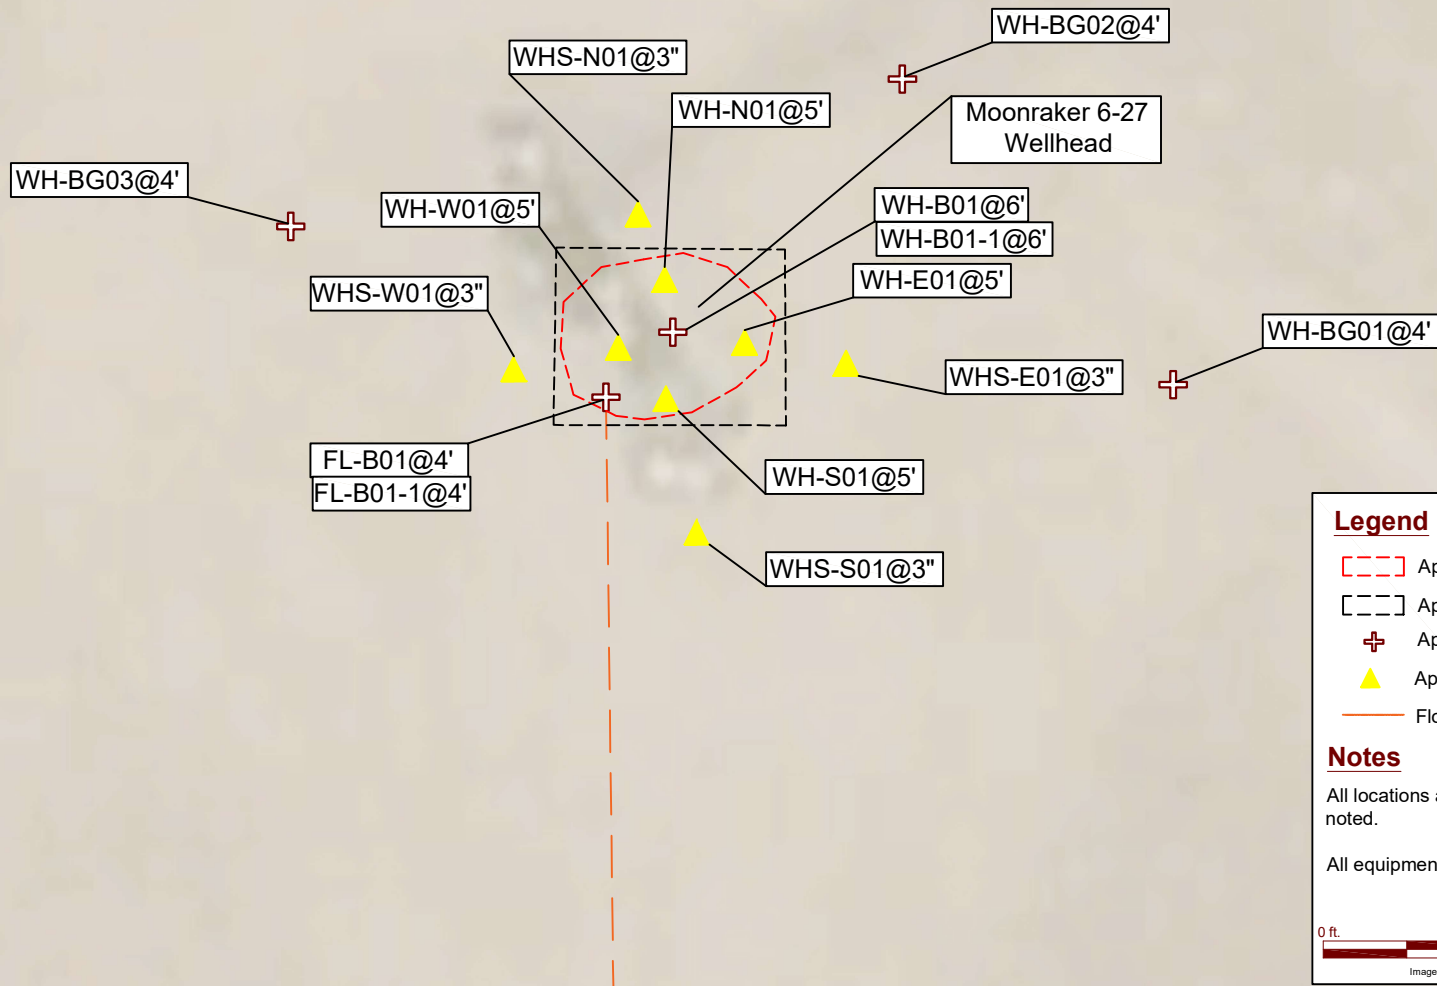 WH-BG02@4'
WHS-N01@3"
WH-N01@5'
Moonraker 6-27
Wellhead
WH-BG03@4'
WH-W01@5'
WH-B01@6'
WH-B01-1@6'
WH-E01@5'
WHS-W01@3"
WH-BG01@4'
WHS-E01@3"
FL-B01@4'
FL-B01-1@4'
WH-S01@5'
WHS-S01@3"
Legend
Notes
All locations
noted.
All
0 ft.
Image